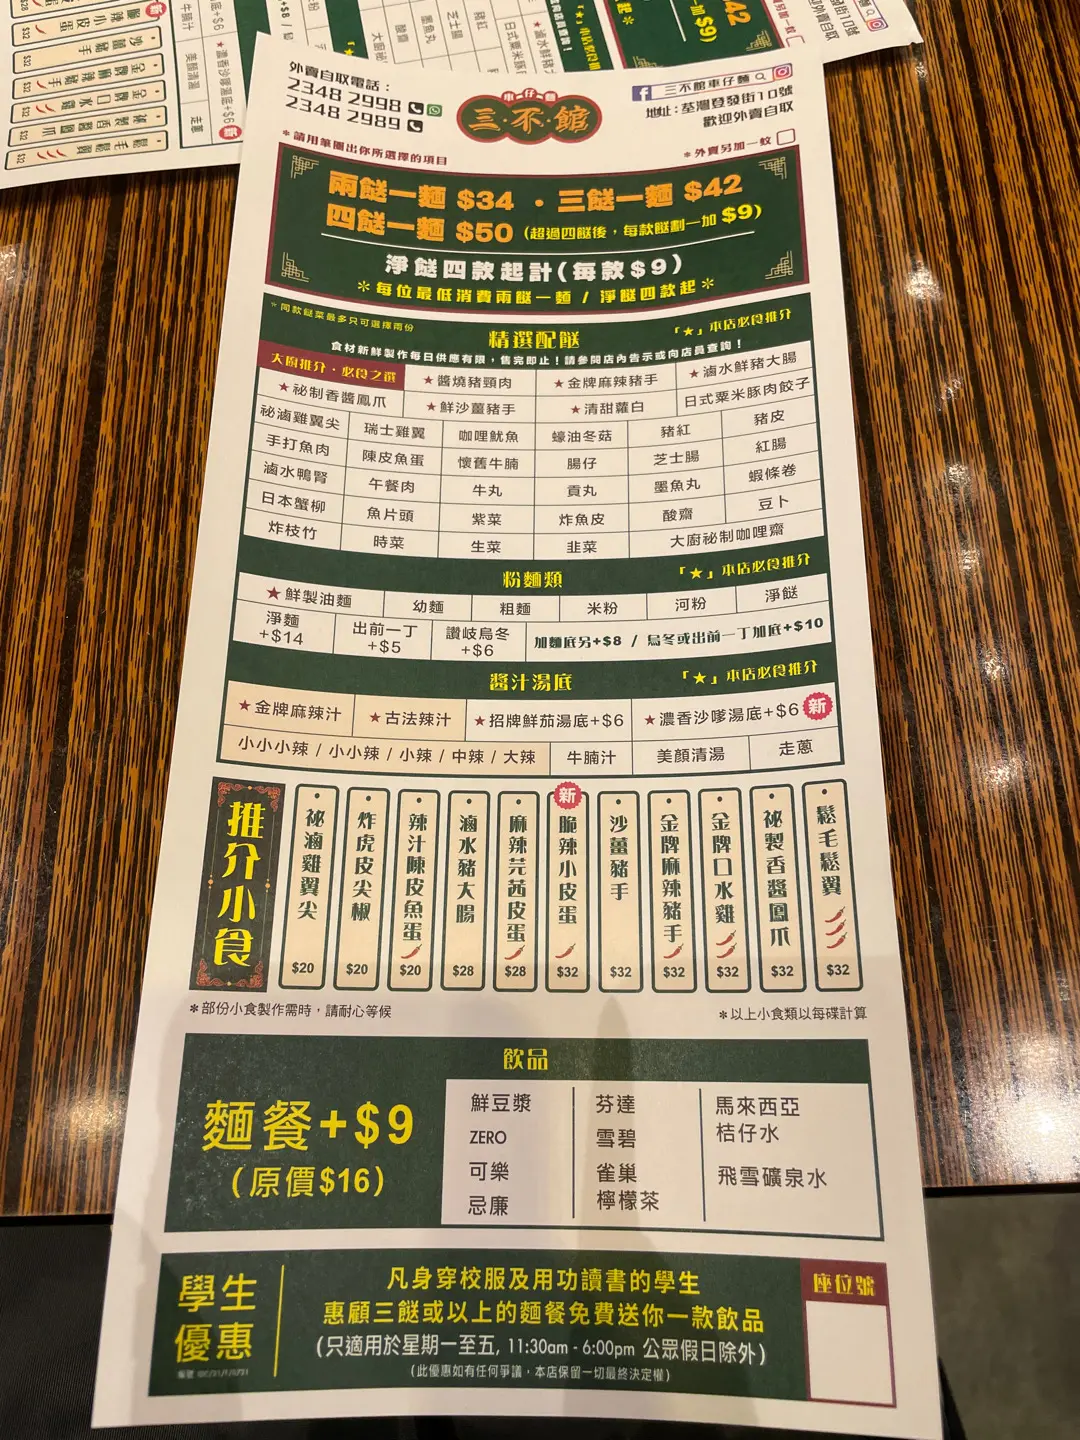 外賣自取電話：
2348 2998
2348 2989
車仔麵
三·不·館
三不館車仔麵
地址：荃灣登發街10號
歡迎外賣自取
*請用筆圈出你所選擇的項目
*外賣另加一蚊
兩餸一麵 $34 · 三餸一麵 $42
四餸一麵 $50 (超過四餸後，每款餸劃一加 $9)
淨餸四款起計(每款$9)
*每位最低消費兩餸一麵 / 淨餸四款起*
*同款餸菜最多只可選擇兩份
精選配餸
「★」本店必食推介
食材新鮮製作每日供應有限，售完即止！請參閱店內告示或向店員查詢！
大廚推介·必食之選
★醬燒豬頸肉
★金牌麻辣豬手
★滷水鮮豬大腸
★祕制香醬鳳爪
★鮮沙薑豬手
★清甜蘿白
日式粟米豚肉餃子
祕滷雞翼尖
瑞士雞翼
咖哩魷魚
蠔油冬菇
豬紅
豬皮
手打魚肉
陳皮魚蛋
懷舊牛腩
腸仔
芝士腸
紅腸
滷水鴨腎
午餐肉
牛丸
貢丸
墨魚丸
蝦條卷
日本蟹柳
魚片頭
紫菜
炸魚皮
酸齋
豆卜
炸枝竹
時菜
生菜
韭菜
大廚祕制咖哩齋
粉麵類
「★」本店必食推介
★鮮製油麵
幼麵
粗麵
米粉
河粉
淨餸
淨麵
+$14
出前一丁
+$5
讚岐烏冬
+$6
加麵底另+$8 / 烏冬或出前一丁加底+$10
醬汁湯底
「★」本店必食推介
★金牌麻辣汁
★古法辣汁
★招牌鮮茄湯底+$6
★濃香沙嗲湯底+$6
新
小小小辣 / 小小辣 / 小辣 / 中辣 / 大辣
牛腩汁
美顏清湯
走蔥
推介小食
祕滷雞翼尖
$20
炸虎皮尖椒
$20
辣汁陳皮魚蛋
$20
滷水豬大腸
$28
麻辣芫茜皮蛋
$28
新
脆辣小皮蛋
$32
沙薑豬手
$32
金牌麻辣豬手
$32
金牌口水雞
$32
祕製香醬鳳爪
$32
鬆毛鬆翼
$32
*部份小食製作需時，請耐心等候
*以上小食類以每碟計算
飲品
麵餐+$9
(原價$16)
鮮豆漿
ZERO
可樂
忌廉
芬達
雪碧
雀巢
檸檬茶
馬來西亞
桔仔水
飛雪礦泉水
學生
優惠
凡身穿校服及用功讀書的學生
惠顧三餸或以上的麵餐免費送你一款飲品
(只適用於星期一至五, 11:30am - 6:00pm 公眾假日除外)
(此優惠如有任何爭議，本店保留一切最終決定權)
座位號